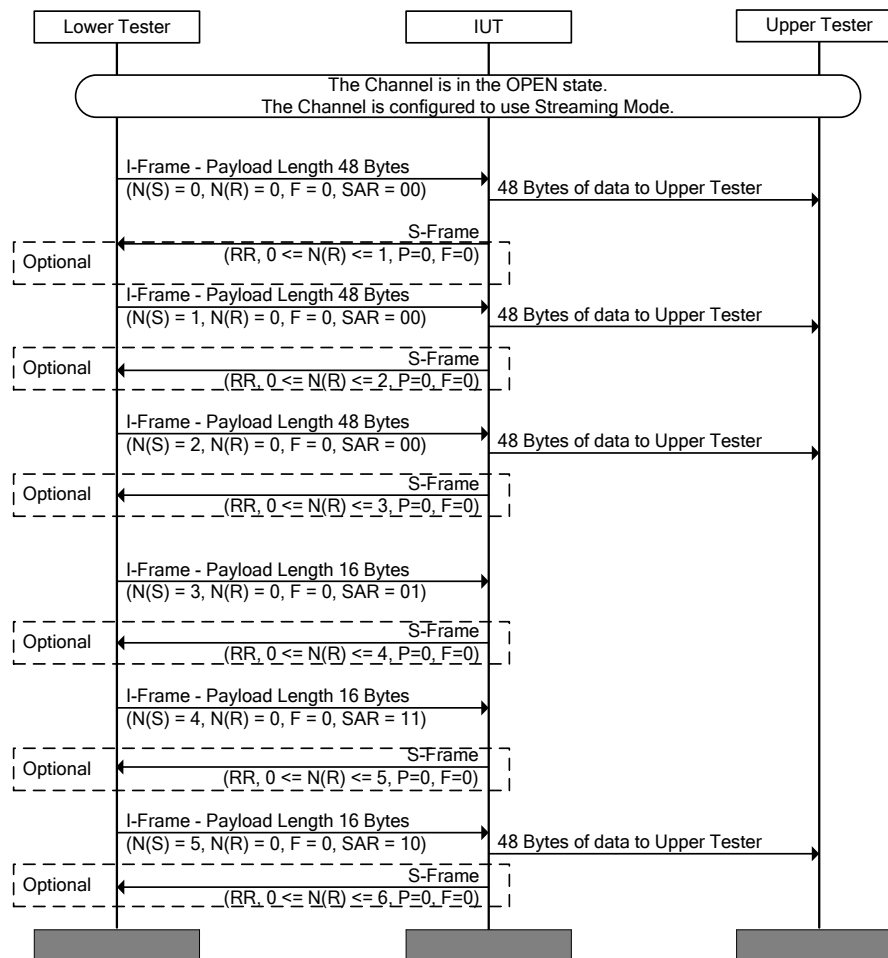 Lower Tester
IUT
Upper Tester
The Channel is in the OPEN state.
The Channel is configured to use Streaming Mode.
I-Frame - Payload Length 48 Bytes
(N(S) = 0, N(R) = 0, F = 0, SAR = 00)
48 Bytes of data to Upper Tester
S-Frame
(RR, 0 <= N(R) <= 1, P=0, F=0)
Optional
I-Frame - Payload Length 48 Bytes
(N(S) = 1, N(R) = 0, F = 0, SAR = 00)
48 Bytes of data to Upper Tester
S-Frame
Optional
(RR, 0 <= N(R) <= 2, P=0, F=0)
I-Frame - Payload Length 48 Bytes
(N(S) = 2, N(R) = 0, F = 0, SAR = 00)
48 Bytes of data to Upper Tester
S-Frame
Optional
(RR, 0 <= N(R) <= 3, P=0, F=0)
I-Frame - Payload Length 16 Bytes
(N(S) = 3, N(R) = 0, F = 0, SAR = 01)
S-Frame
Optional
(RR, 0 <= N(R) <= 4, P=0, F=0)
I-Frame - Payload Length 16 Bytes
(N(S) = 4, N(R) = 0, F = 0, SAR = 11)
S-Frame
Optional
(RR, 0 <= N(R) <= 5, P=0, F=0)
I-Frame - Payload Length 16 Bytes
(N(S) = 5, N(R) = 0, F = 0, SAR = 10)
48 Bytes of data to Upper Tester
S-Frame
Optional
(RR, 0 <= N(R) <= 6, P=0, F=0)